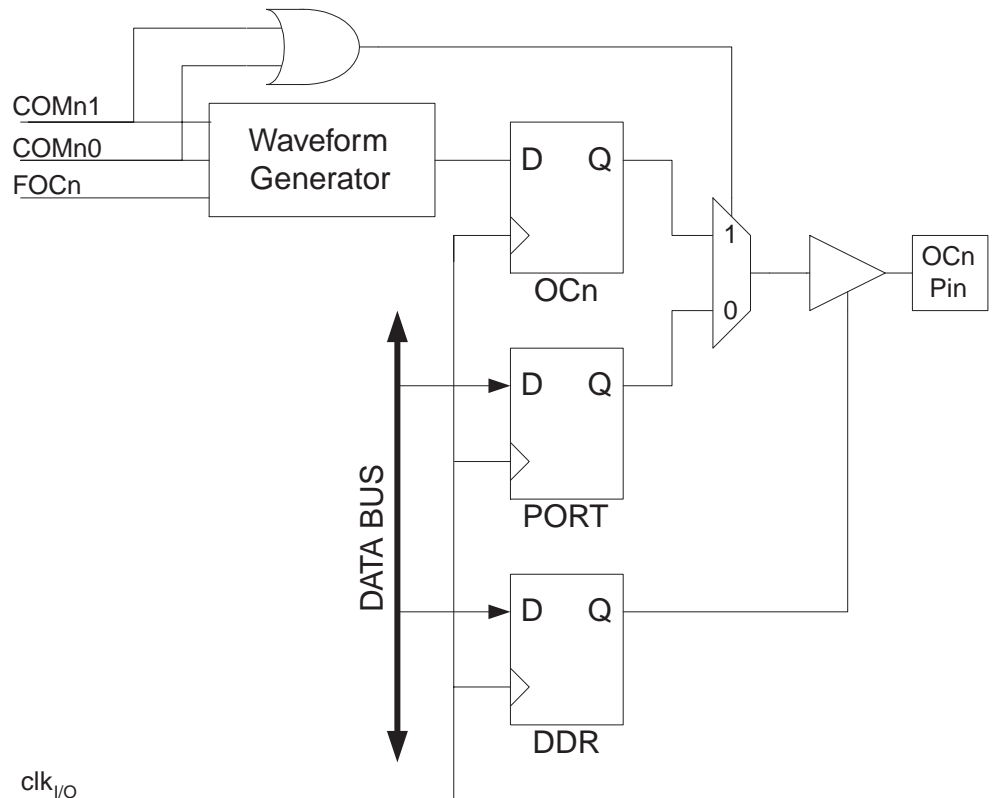 COMn1
COMn0
FOCn
Waveform
Generator
D Q
OCn
1
0
OCn
Pin
D Q
PORT
DATA BUS
D Q
DDR
clkI/O